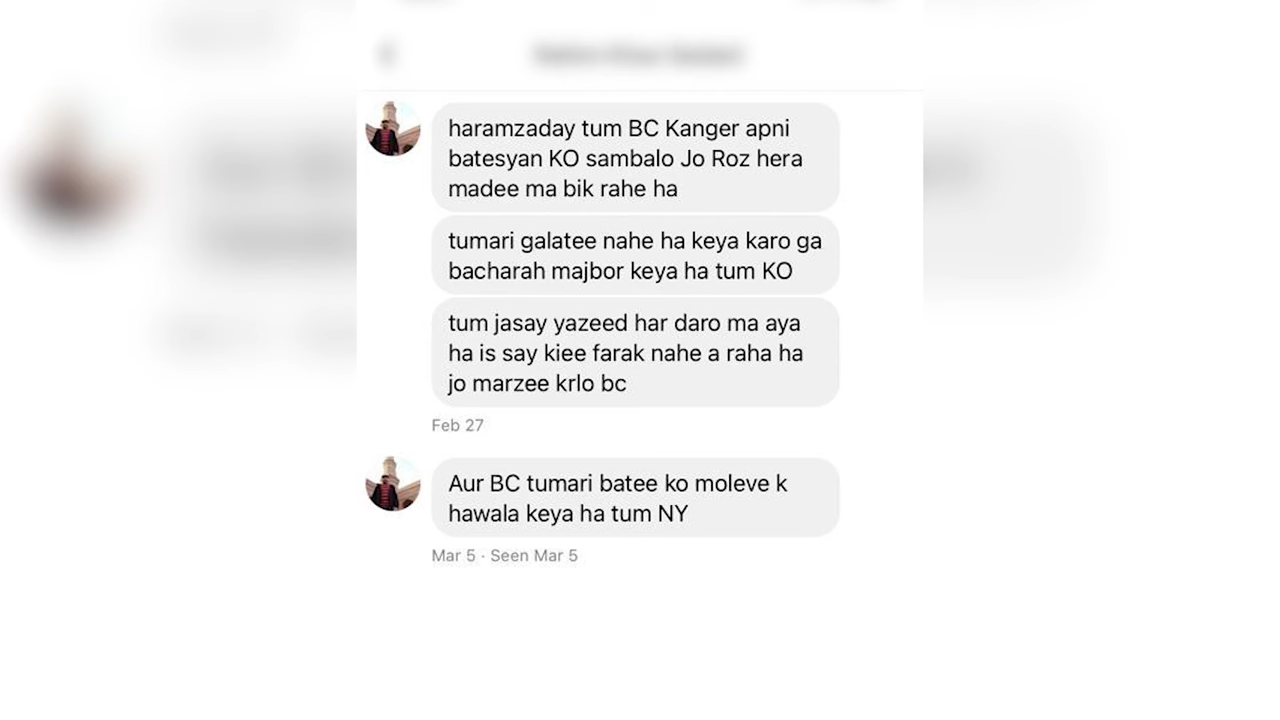 haramzaday tum BC Kanger apni
batesyan KO sambalo Jo Roz hera
madee ma bik rahe ha
tumari galatee nahe ha keya karo ga
bacharah majbor keya ha tum KO
tum jasay yazeed har daro ma aya
ha is say kiee farak nahe a raha ha
jo marzee krlo bc
Feb 27
Aur BC tumari batee ko moleve k
hawala keya ha tum NY
Mar 5 · Seen Mar 5